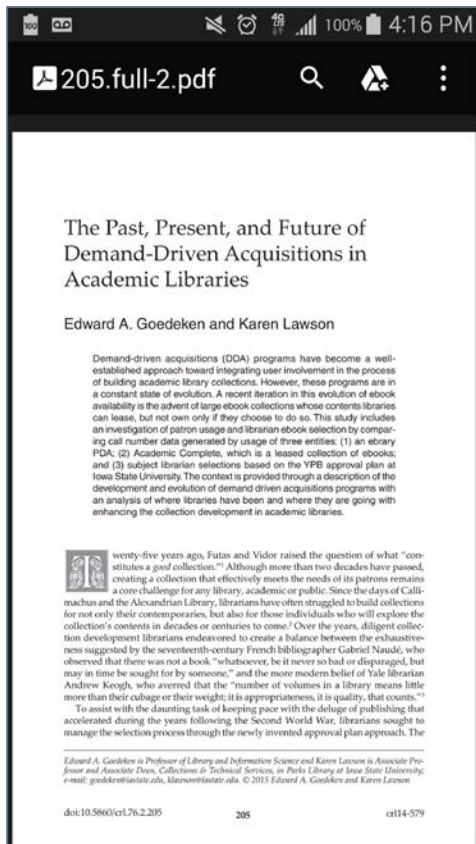 100% 4:16 PM
205.full-2.pdf
The Past, Present, and Future of
Demand-Driven Acquisitions in
Academic Libraries
Edward A. Goedeken and Karen Lawson
Demand-driven acquisitions (DDA) programs have become a well-
established approach toward integrating user involvement in the process
of building academic library collections. However, these programs are in
a constant state of evolution. A recent iteration in this evolution of ebook
availability is the advent of large ebook collections whose contents libraries
can lease, but not own only if they choose to do so. This study includes
an investigation of patron usage and librarian ebook selection by compar-
ing call number data generated by usage of three entities: (1) an ebrary
PDA; (2) Academic Complete, which is a leased collection of ebooks;
and (3) subject librarian selections based on the YPB approval plan at
Iowa State University. The context is provided through a description of the
development and evolution of demand driven acquisitions programs with
an analysis of where libraries have been and where they are going with
enhancing the collection development in academic libraries.
Twenty-five years ago, Futas and Vidor raised the question of what "con-
stitutes a good collection."1 Although more than two decades have passed,
creating a collection that effectively meets the needs of its patrons remains
a core challenge for any library, academic or public. Since the days of Calli-
machus and the Alexandrian Library, librarians have often struggled to build collections
for not only their contemporaries, but also for those individuals who will explore the
collection's contents in decades or centuries to come.2 Over the years, diligent collec-
tion development librarians endeavored to create a balance between the exhaustive-
ness suggested by the seventeenth-century French bibliographer Gabriel Naudé, who
observed that there was not a book "whatsoever, be it never so bad or disparaged, but
may in time be sought for by someone," and the more modern belief of Yale librarian
Andrew Keogh, who averred that the "number of volumes in a library means little
more than their cubage or their weight; it is appropriateness, it is quality, that counts."3
To assist with the daunting task of keeping pace with the deluge of publishing that
accelerated during the years following the Second World War, librarians sought to
manage the selection process through the newly invented approval plan approach. The
Edward A. Goedeken is Professor of Library and Information Science and Karen Lawson is Associate Pro-
fessor and Associate Dean, Collections & Technical Services, in Parks Library at Iowa State University;
e-mail: goedeken@iastate.edu, klawson@iastate.edu. © 2015 Edward A. Goedeken and Karen Lawson
doi:10.5860/crl.76.2.205 205 crl14-579